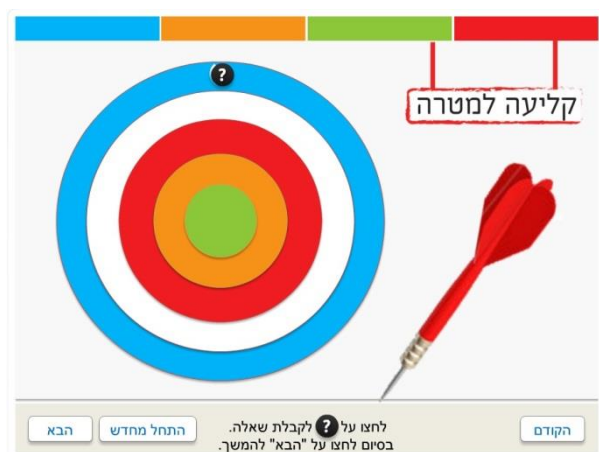 ?
קליעה למטרה
הקודם
לחצו על ? לקבלת שאלה.
בסיום לחצו על "הבא" להמשך.
התחל מחדש
הבא